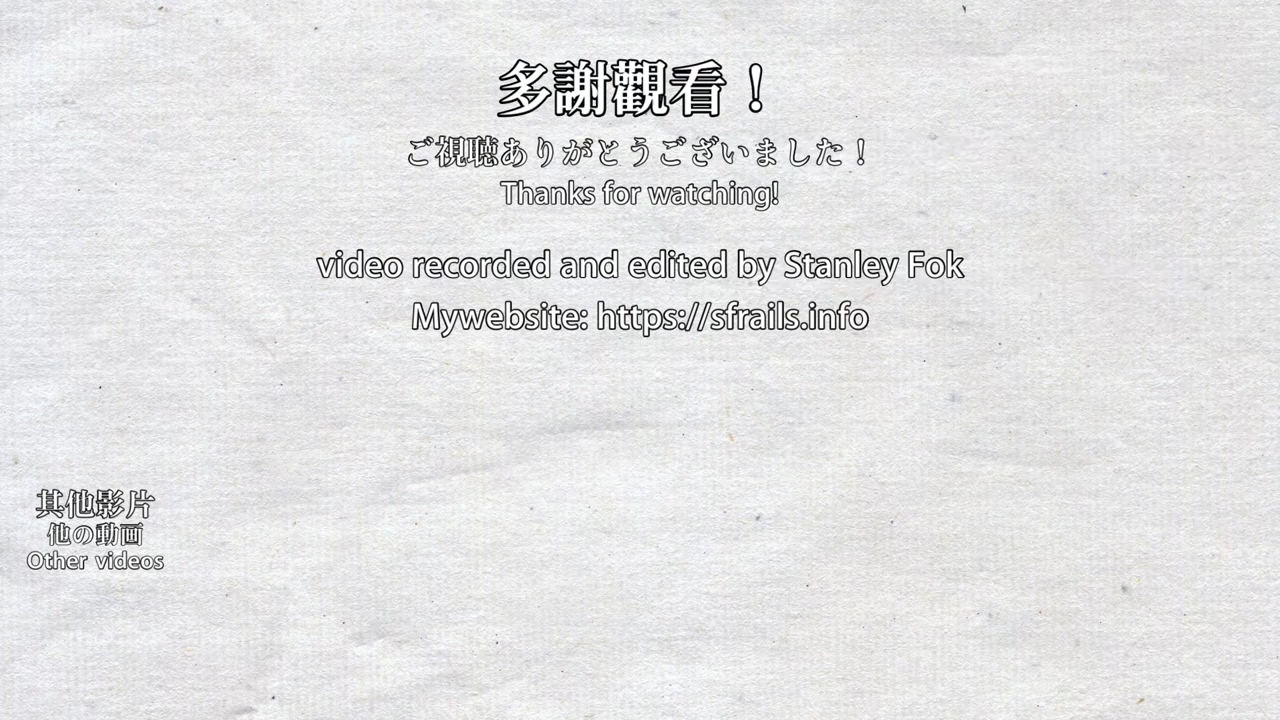 多謝觀看！
ご視聴ありがとうございました！
Thanks for watching!
video recorded and edited by Stanley Fok
Mywebsite: https://sfrails.info
其他影片
他の動画
Other videos